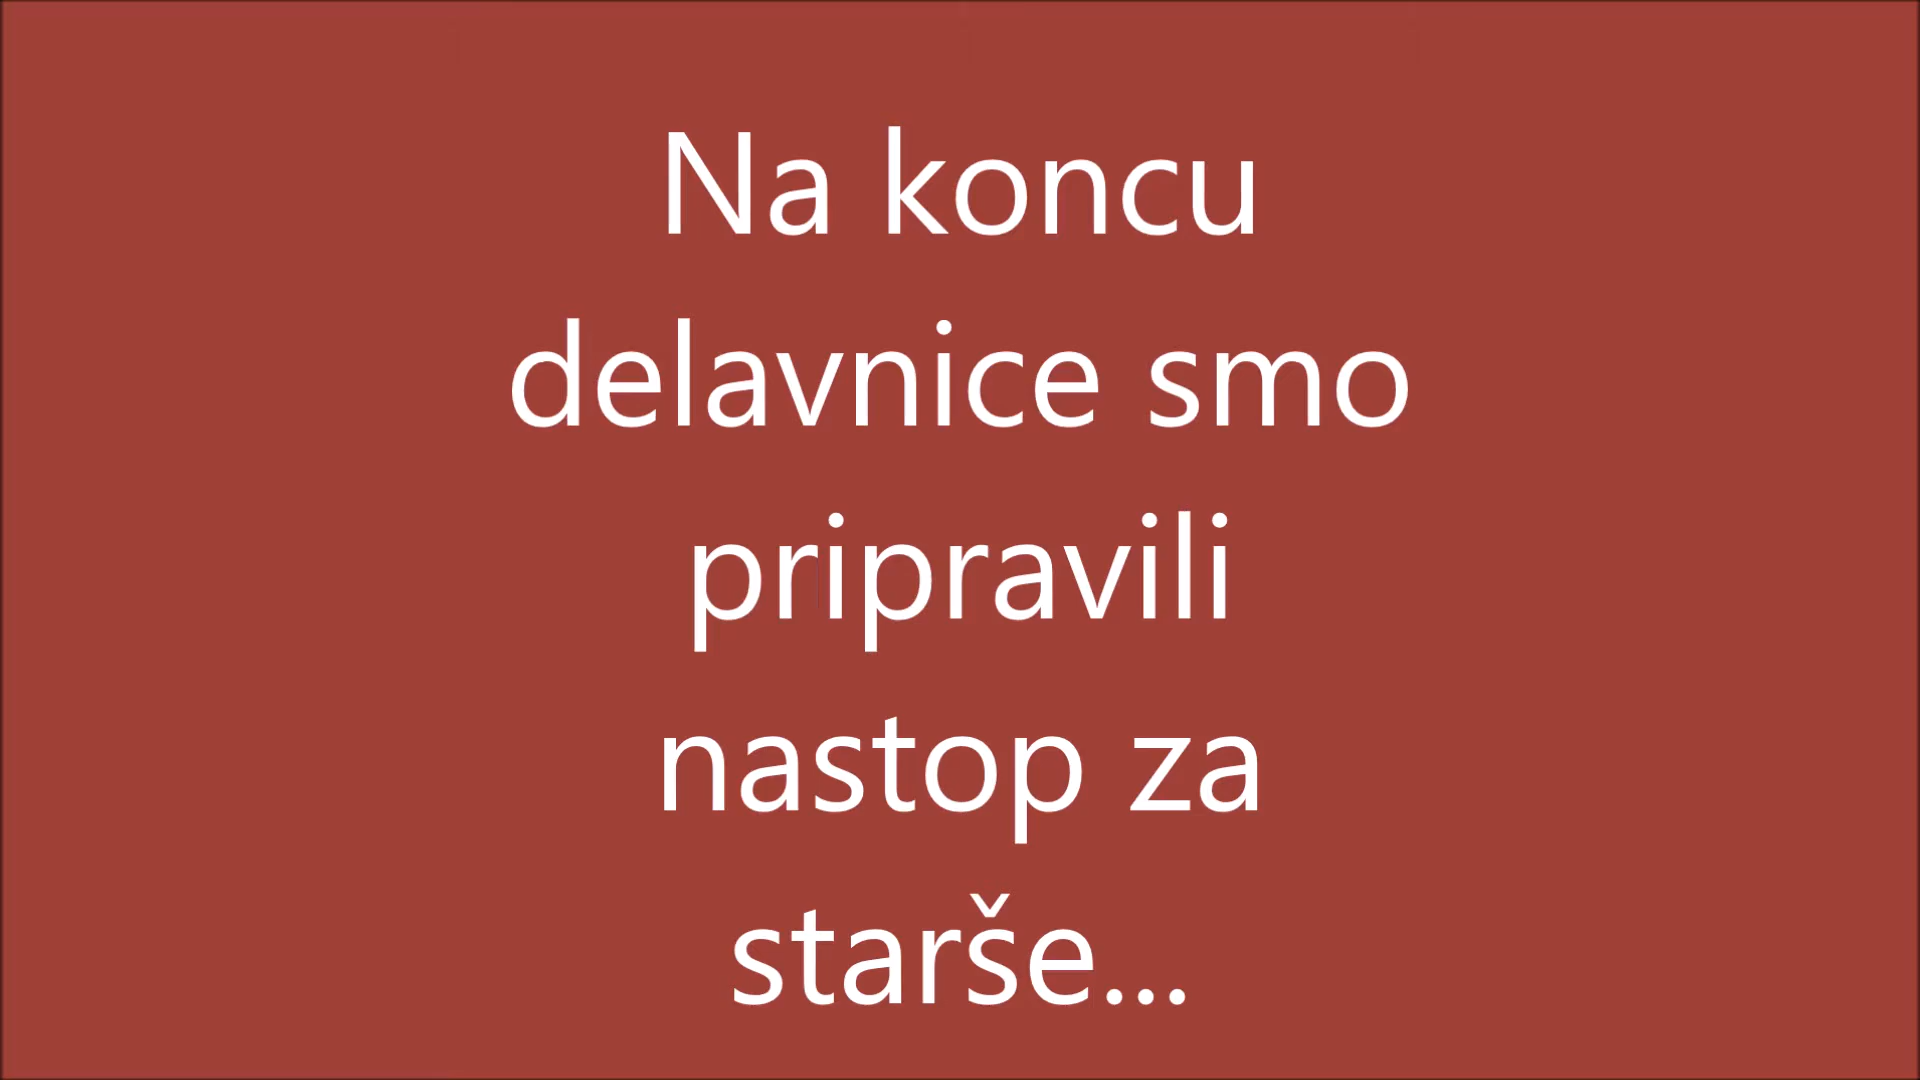 Na koncu
delavnice smo
pripravili
nastop za
starše...